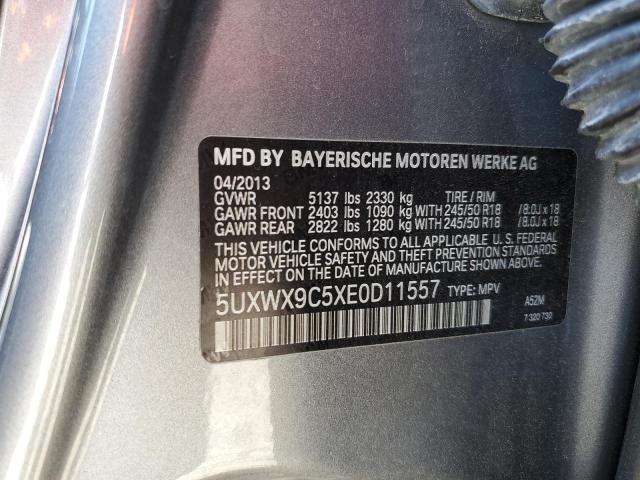 MFD BY BAYERISCHE MOTOREN WERKE AG
04/2013
GVWR 5137 lbs 2330 kg TIRE / RIM
GAWR FRONT 2403 lbs 1090 kg WITH 245/50 R18 /8.0J x 18
GAWR REAR 2822 lbs 1280 kg WITH 245/50 R18 /8.0J x 18
THIS VEHICLE CONFORMS TO ALL APPLICABLE U.S. FEDERAL
MOTOR VEHICLE SAFETY AND THEFT PREVENTION STANDARDS
IN EFFECT ON THE DATE OF MANUFACTURE SHOWN ABOVE.
5UXWX9C5XE0D11557 TYPE: MPV
A52M
7 320 730